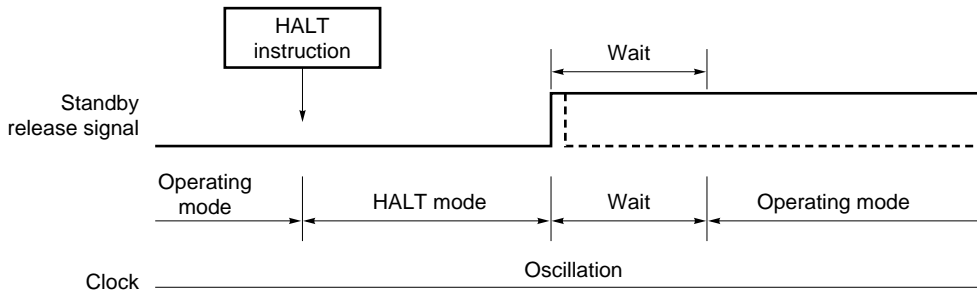 HALT
instruction
Wait
Standby
release signal
Operating
mode
HALT mode
Wait
Operating mode
Oscillation
Clock